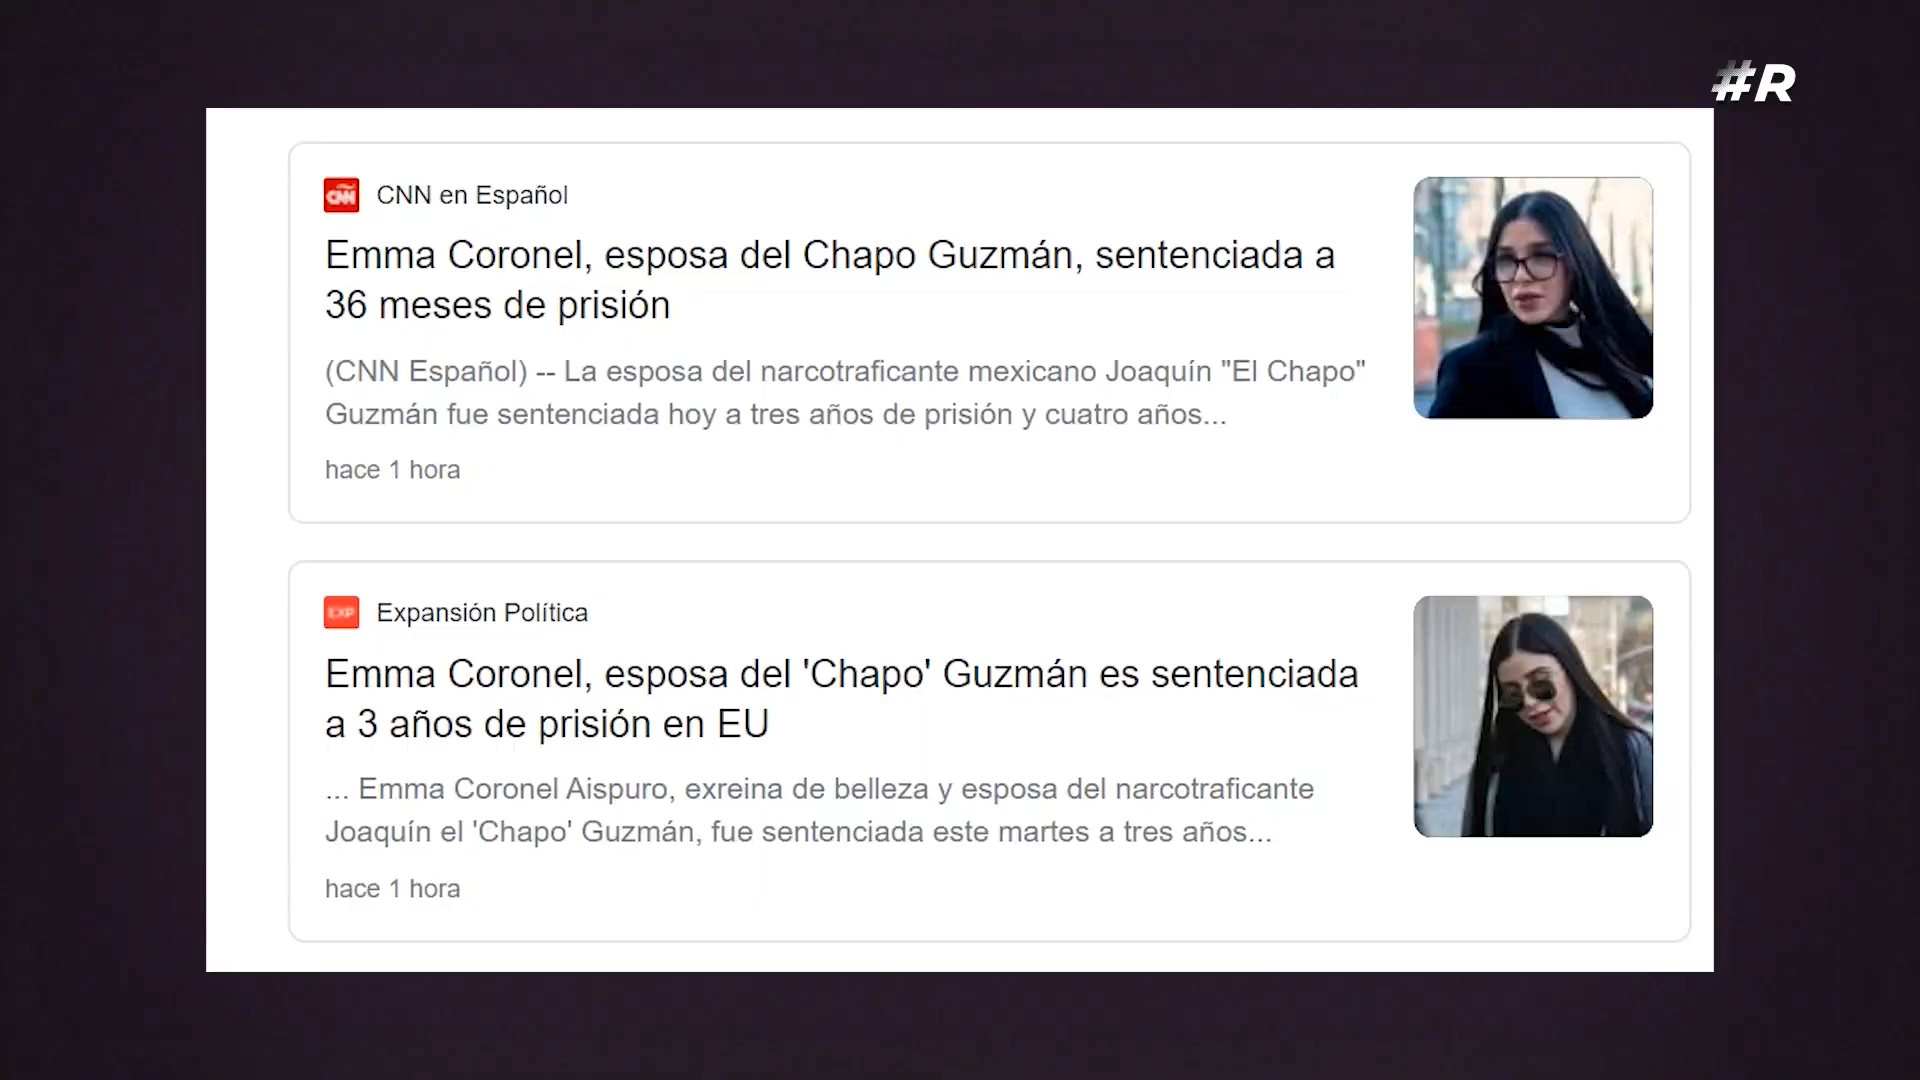 #R
CNN CNN en Español
Emma Coronel, esposa del Chapo Guzmán, sentenciada a
36 meses de prisión
(CNN Español) -- La esposa del narcotraficante mexicano Joaquín "El Chapo"
Guzmán fue sentenciada hoy a tres años de prisión y cuatro años...
hace 1 hora
EXP Expansión Política
Emma Coronel, esposa del 'Chapo' Guzmán es sentenciada
a 3 años de prisión en EU
... Emma Coronel Aispuro, exreina de belleza y esposa del narcotraficante
Joaquín el 'Chapo' Guzmán, fue sentenciada este martes a tres años...
hace 1 hora